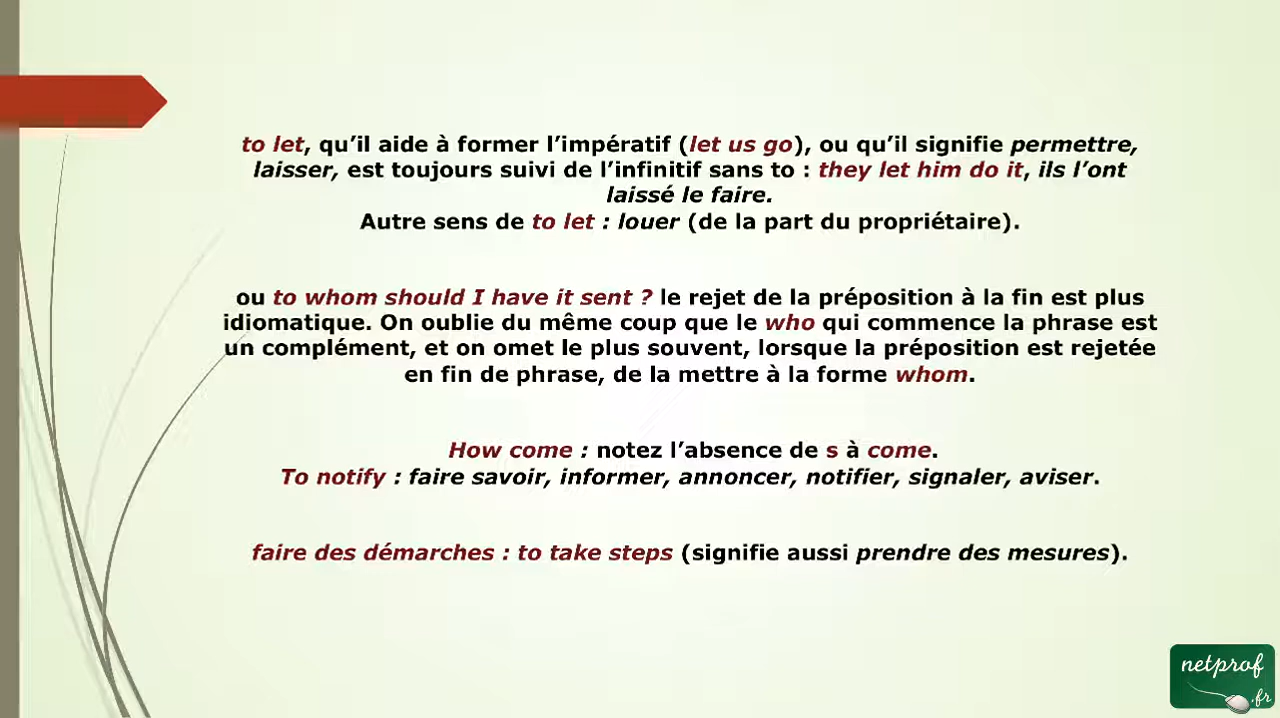 to let, qu’il aide à former l’impératif (let us go), ou qu’il signifie permettre,
laisser, est toujours suivi de l’infinitif sans to : they let him do it, ils l’ont
laissé le faire.
Autre sens de to let : louer (de la part du propriétaire).
ou to whom should I have it sent ? le rejet de la préposition à la fin est plus
idiomatique. On oublie du même coup que le who qui commence la phrase est
un complément, et on omet le plus souvent, lorsque la préposition est rejetée
en fin de phrase, de la mettre à la forme whom.
How come : notez l’absence de s à come.
To notify : faire savoir, informer, annoncer, notifier, signaler, aviser.
faire des démarches : to take steps (signifie aussi prendre des mesures).
netprof
.fr